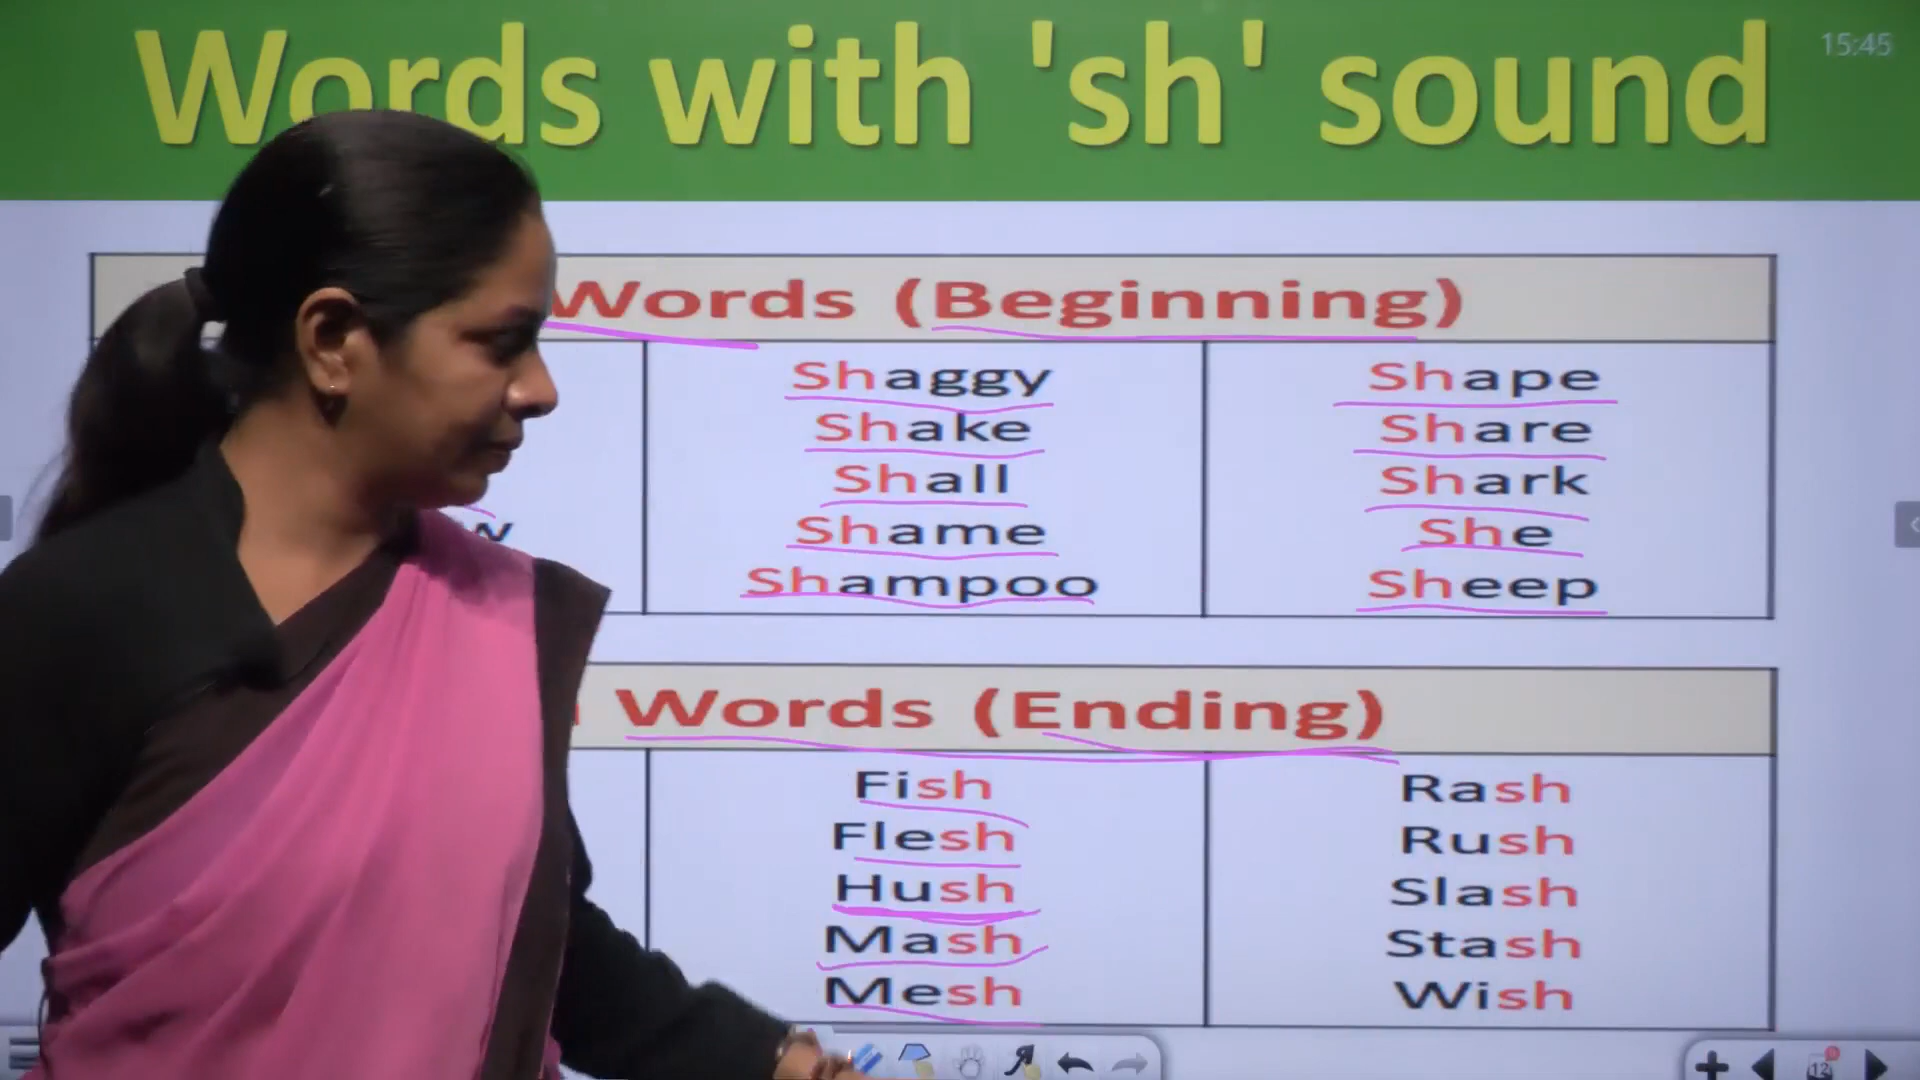 Words with 'sh' sound
15:45
Words (Beginning)
Shaggy
Shake
Shall
Shame
Shampoo
Shape
Share
Shark
She
Sheep
Words (Ending)
Fish
Flesh
Hush
Mash
Mesh
Rash
Rush
Slash
Stash
Wish
12